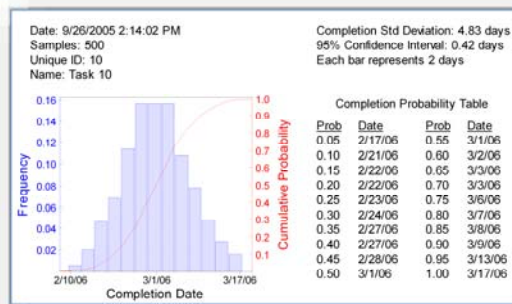 Date: 9/26/2005 2:14:02 PM
Samples: 500
Unique ID: 10
Name: Task 10
Completion Std Deviation: 4.83 days
95% Confidence Interval: 0.42 days
Each bar represents 2 days
0.16
0.14
0.12
0.10
0.08
0.06
0.04
0.02
Frequency
1.0
0.9
0.8
0.7
0.6
0.5
0.4
0.3
0.2
0.1
Cumulative Probability
2/10/06 3/1/06 3/17/06
Completion Date
Completion Probability Table
Prob Date Prob Date
0.05 2/17/06 0.55 3/1/06
0.10 2/21/06 0.60 3/2/06
0.15 2/22/06 0.65 3/3/06
0.20 2/22/06 0.70 3/3/06
0.25 2/23/06 0.75 3/6/06
0.30 2/24/06 0.80 3/7/06
0.35 2/27/06 0.85 3/8/06
0.40 2/27/06 0.90 3/9/06
0.45 2/28/06 0.95 3/13/06
0.50 3/1/06 1.00 3/17/06